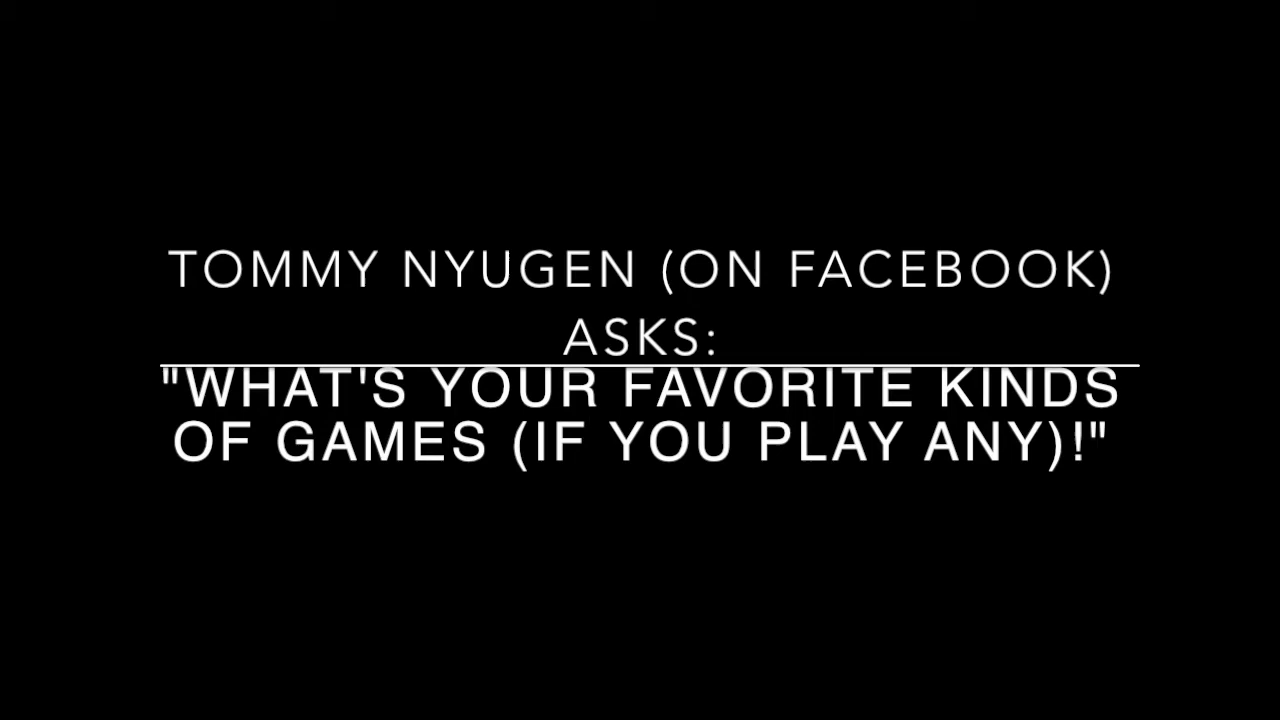 TOMMY NYUGEN (ON FACEBOOK)
ASKS:
"WHAT'S YOUR FAVORITE KINDS
OF GAMES (IF YOU PLAY ANY)!"